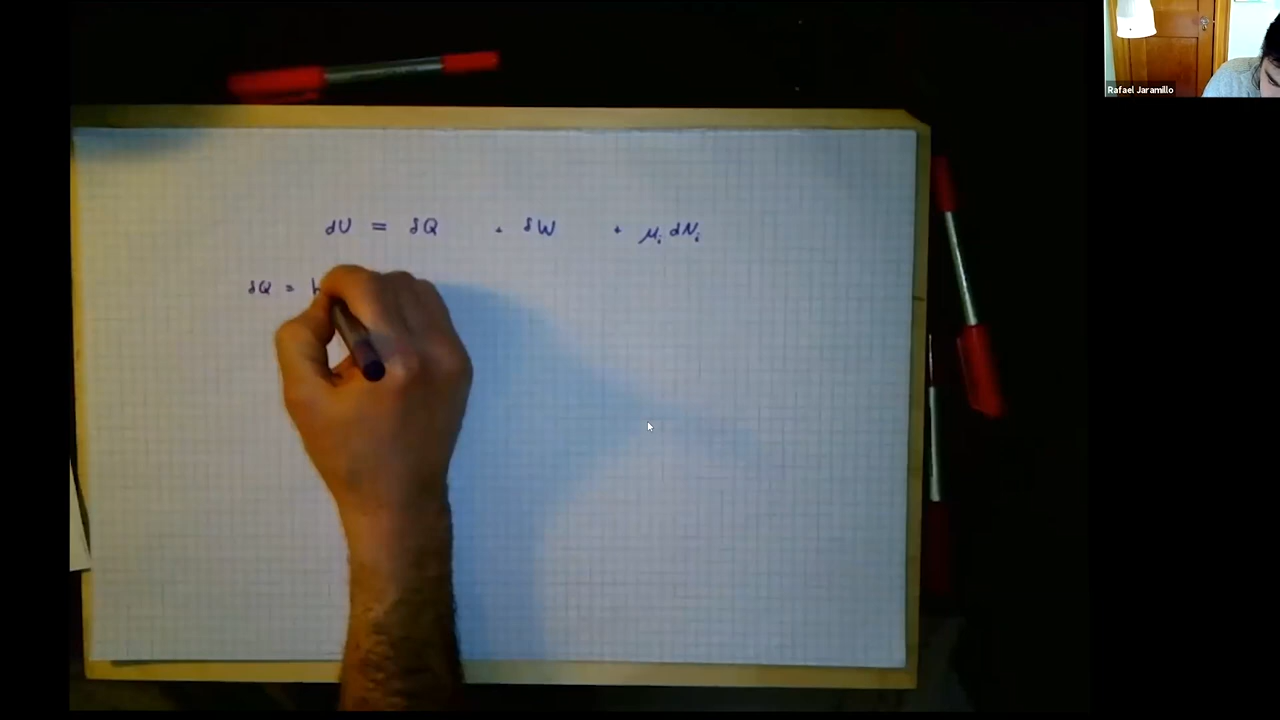 Rafael Jaramillo
dU = δQ + δW + μᵢ dNᵢ
δQ = h